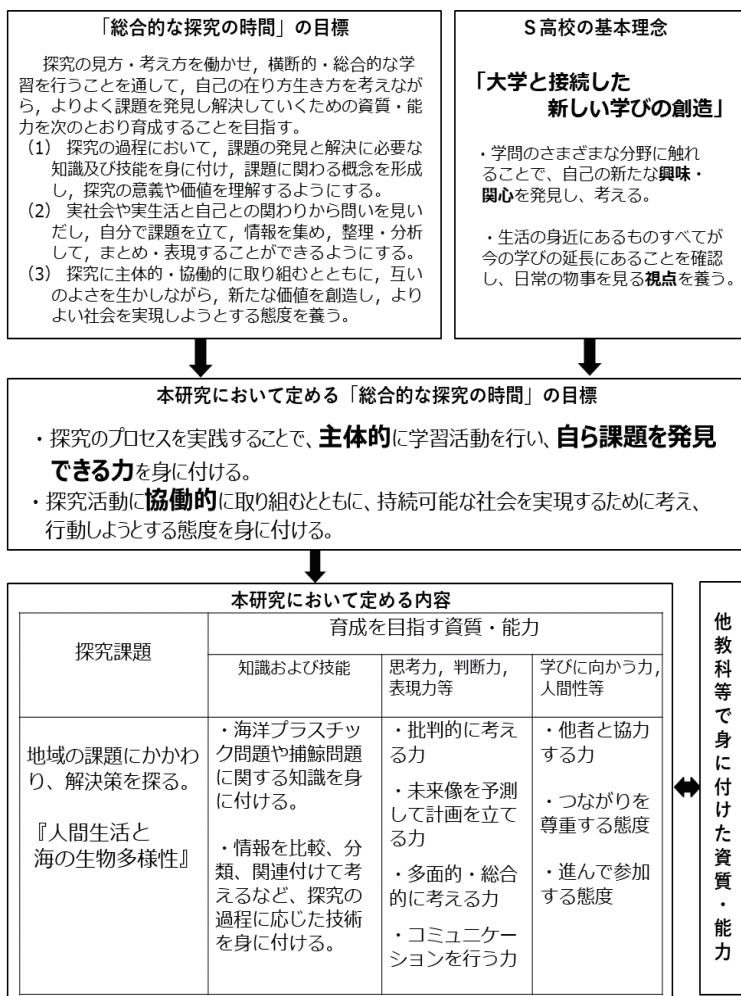 「総合的な探究の時間」の目標
探究の見方・考え方を働かせ，横断的・総合的な学
習を行うことを通して，自己の在り方生き方を考えなが
ら，よりよく課題を発見し解決していくための資質・能
力を次のとおり育成することを目指す。
（1） 探究の過程において，課題の発見と解決に必要な
知識及び技能を身に付け，課題に関わる概念を形成
し，探究の意義や価値を理解するようにする。
（2） 実社会や実生活と自己との関わりから問いを見い
だし，自分で課題を立て，情報を集め，整理・分析
して，まとめ・表現することができるようにする。
（3） 探究に主体的・協働的に取り組むとともに，互い
のよさを生かしながら，新たな価値を創造し，より
よい社会を実現しようとする態度を養う。
Ｓ高校の基本理念
「大学と接続した
新しい学びの創造」
・学問のさまざまな分野に触れ
ることで、自己の新たな興味・
関心を発見し、考える。
・生活の身近にあるものすべてが
今の学びの延長にあることを確認
し、日常の物事を見る視点を養う。
本研究において定める「総合的な探究の時間」の目標
・探究のプロセスを実践することで、主体的に学習活動を行い、自ら課題を発見
できる力を身に付ける。
・探究活動に協働的に取り組むとともに、持続可能な社会を実現するために考え、
行動しようとする態度を身に付ける。
本研究において定める内容
探究課題
育成を目指す資質・能力
知識および技能
思考力，判断力，
表現力等
学びに向かう力，
人間性等
地域の課題にかかわ
り、解決策を探る。
『人間生活と
海の生物多様性』
・海洋プラスチッ
ク問題や捕鯨問題
に関する知識を身
に付ける。
・情報を比較、分
類、関連付けて考
えるなど、探究の
過程に応じた技術
を身に付ける。
・批判的に考え
る力
・未来像を予測
して計画を立て
る力
・多面的・総合
的に考える力
・コミュニケー
ションを行う力
・他者と協力
する力
・つながりを
尊重する態度
・進んで参加
する態度
他教科等で身に付けた資質・能力